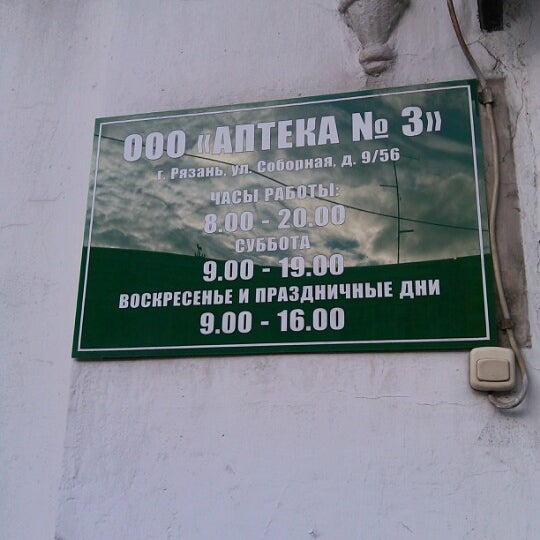 ООО «АПТЕКА № 3»
г. Рязань, ул. Соборная, д. 9/56
ЧАСЫ РАБОТЫ:
8.00 - 20.00
СУББОТА
9.00 - 19.00
ВОСКРЕСЕНЬЕ И ПРАЗДНИЧНЫЕ ДНИ
9.00 - 16.00